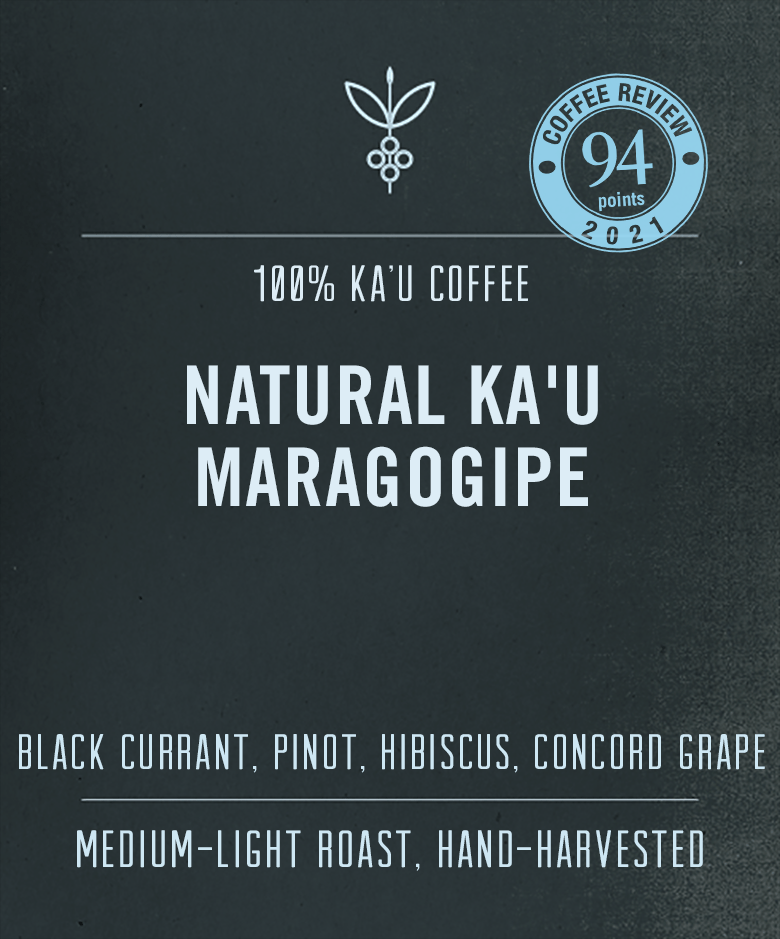 COFFEE REVIEW
94
points
2021
100% KA'U COFFEE
NATURAL KA'U
MARAGOGIPE
BLACK CURRANT, PINOT, HIBISCUS, CONCORD GRAPE
MEDIUM-LIGHT ROAST, HAND-HARVESTED